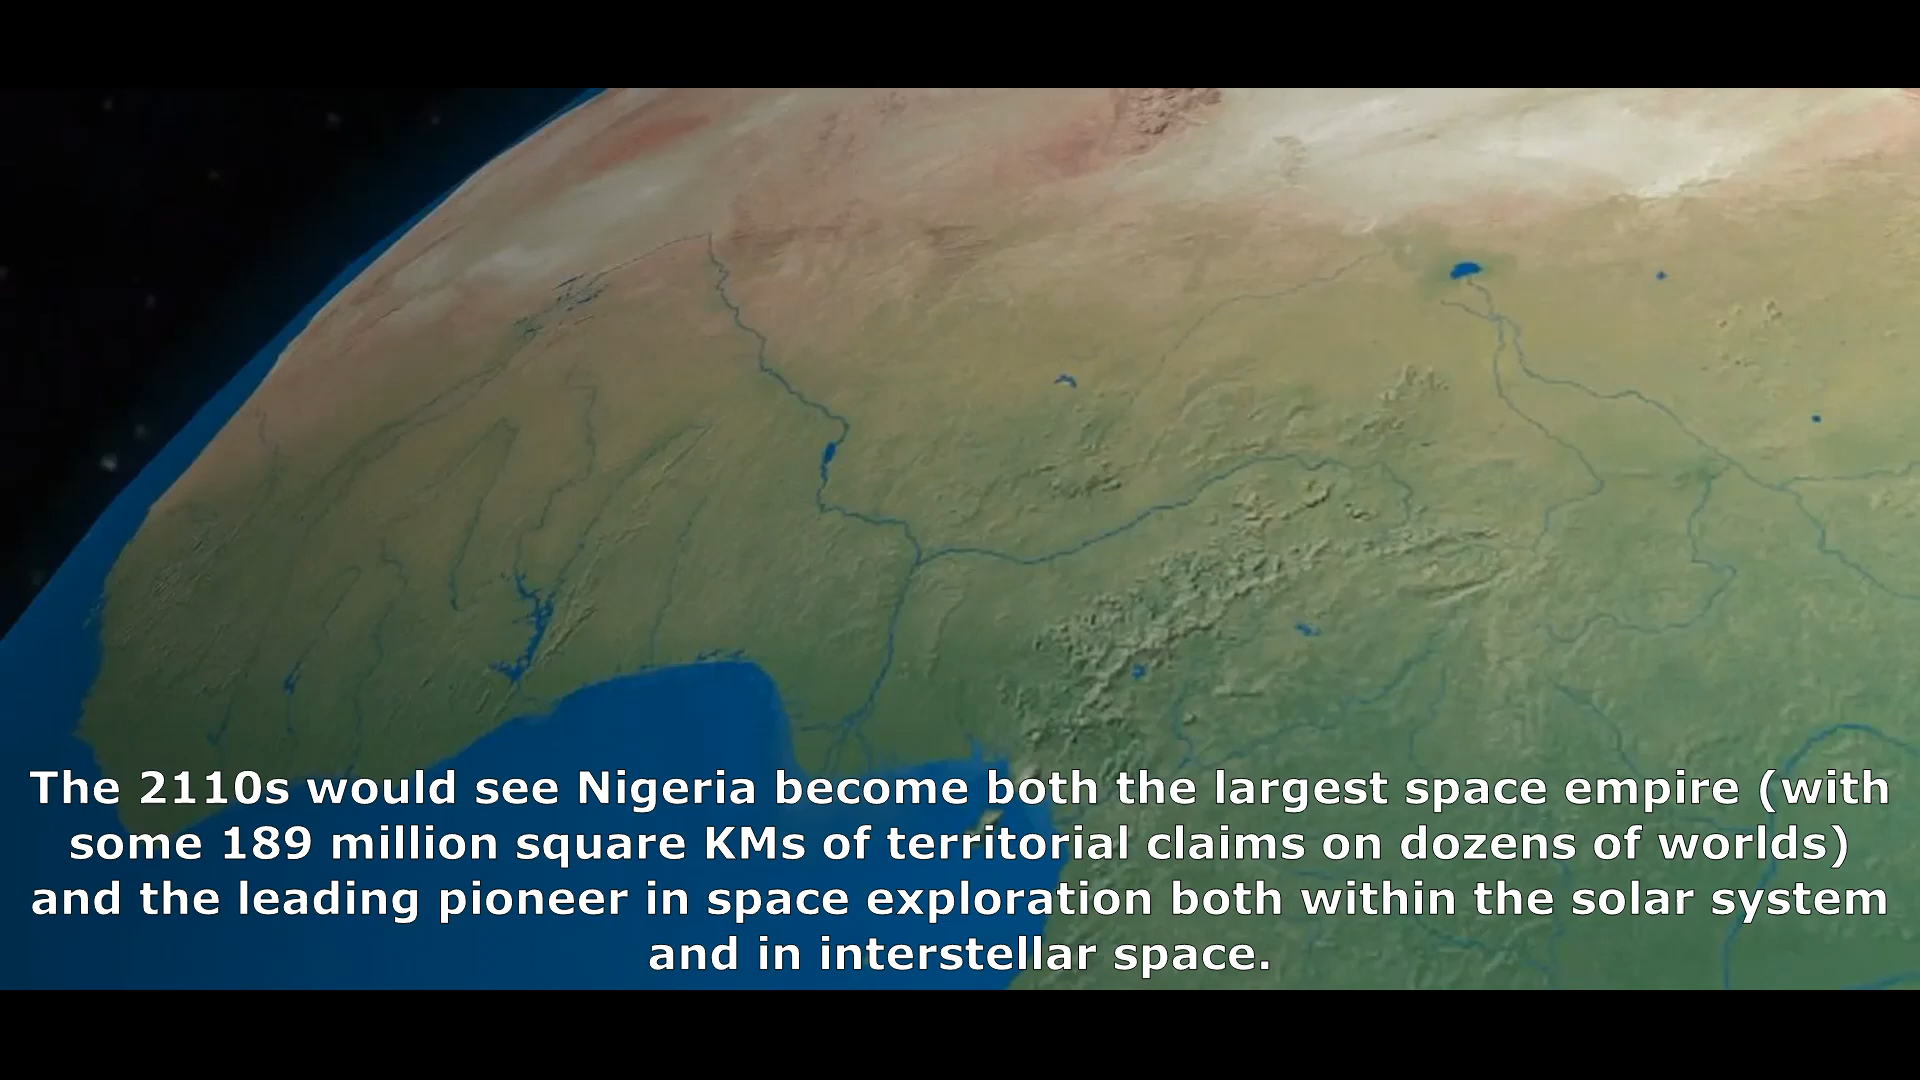 The 2110s would see Nigeria become both the largest space empire (with
some 189 million square KMs of territorial claims on dozens of worlds)
and the leading pioneer in space exploration both within the solar system
and in interstellar space.